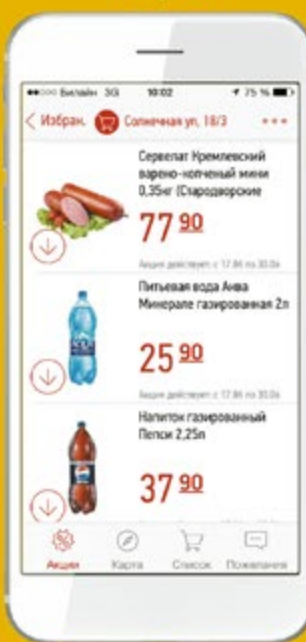 Билайн 3G 10:02 75 %
Избран. Солнечная ул, 18/3
Сервелат Кремлевский
варено-копченый мини
0,35кг (Стародворские
77 90
Акция действует: с 17.06 по 30.06
Питьевая вода Аква
Минерале газированная 2л
25 90
Акция действует: с 17.06 по 30.06
Напиток газированный
Пепси 2,25л
37 90
Акции Карта Список Пожелания